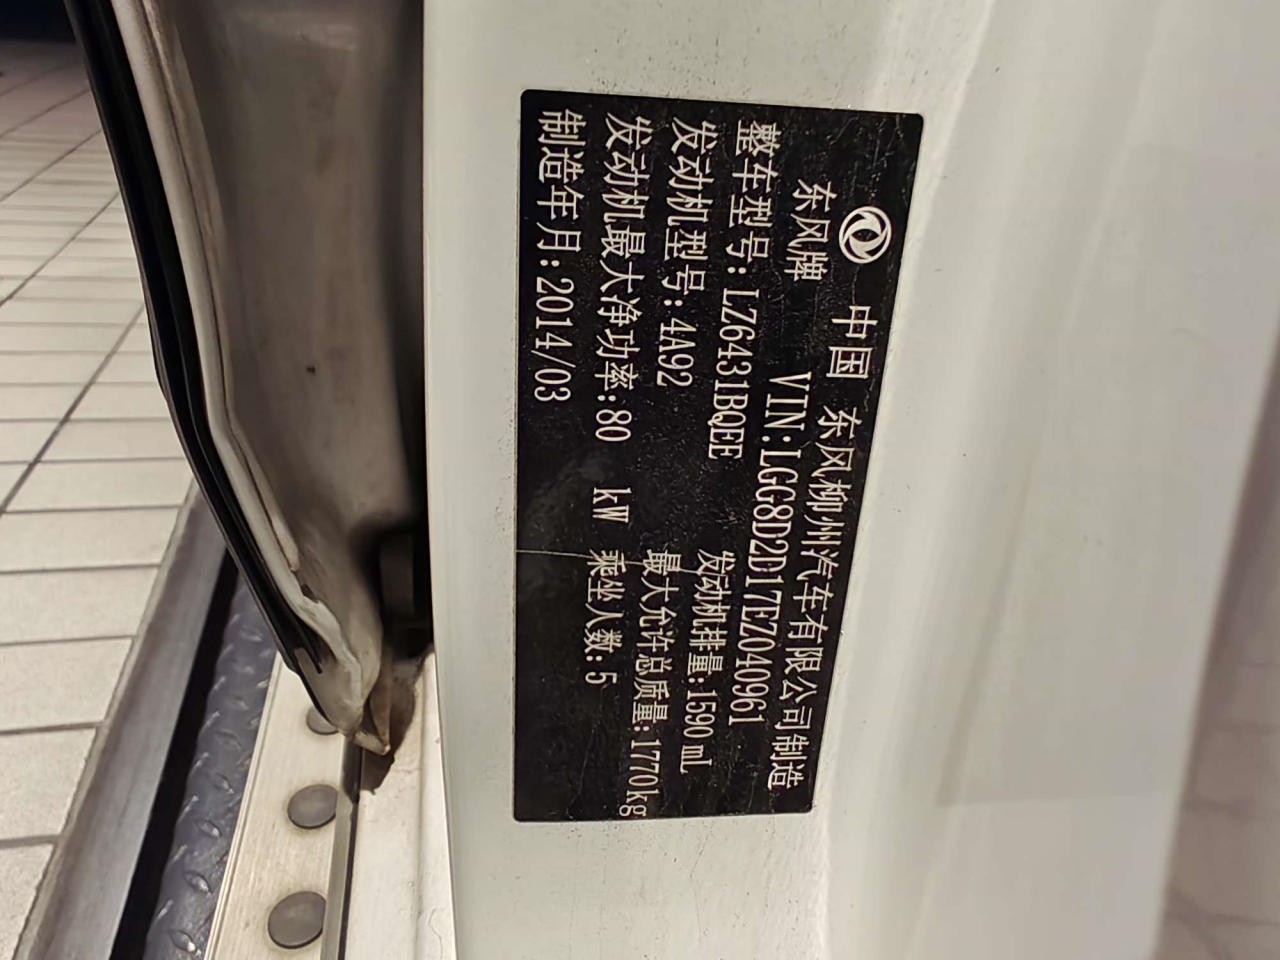 中国 东风柳州汽车有限公司制造
东风牌 VIN:LGG8D2D17EZ040961
整车型号:LZ6431BQEE 发动机排量:1590 mL
发动机型号:4A92 最大允许总质量:1770kg
发动机最大净功率:80 kW 乘坐人数:5
制造年月:2014/03